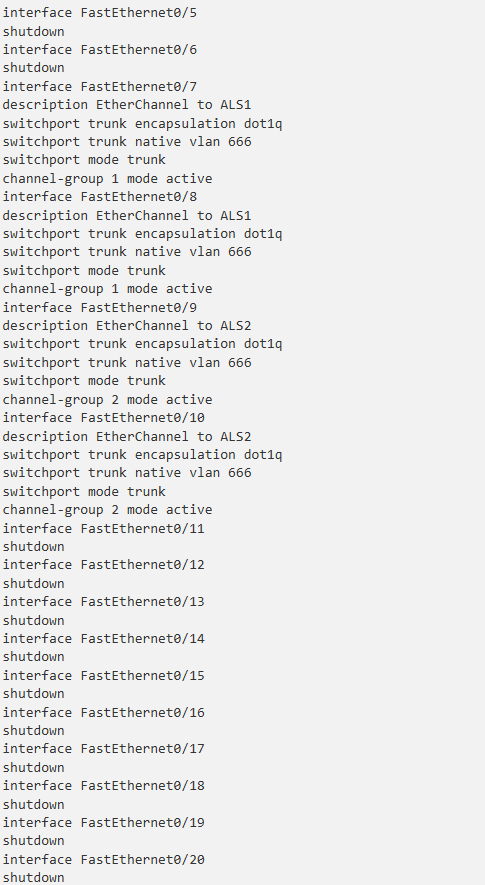 interface FastEthernet0/5
shutdown
interface FastEthernet0/6
shutdown
interface FastEthernet0/7
description EtherChannel to ALS1
switchport trunk encapsulation dot1q
switchport trunk native vlan 666
switchport mode trunk
channel-group 1 mode active
interface FastEthernet0/8
description EtherChannel to ALS1
switchport trunk encapsulation dot1q
switchport trunk native vlan 666
switchport mode trunk
channel-group 1 mode active
interface FastEthernet0/9
description EtherChannel to ALS2
switchport trunk encapsulation dot1q
switchport trunk native vlan 666
switchport mode trunk
channel-group 2 mode active
interface FastEthernet0/10
description EtherChannel to ALS2
switchport trunk encapsulation dot1q
switchport trunk native vlan 666
switchport mode trunk
channel-group 2 mode active
interface FastEthernet0/11
shutdown
interface FastEthernet0/12
shutdown
interface FastEthernet0/13
shutdown
interface FastEthernet0/14
shutdown
interface FastEthernet0/15
shutdown
interface FastEthernet0/16
shutdown
interface FastEthernet0/17
shutdown
interface FastEthernet0/18
shutdown
interface FastEthernet0/19
shutdown
interface FastEthernet0/20
shutdown